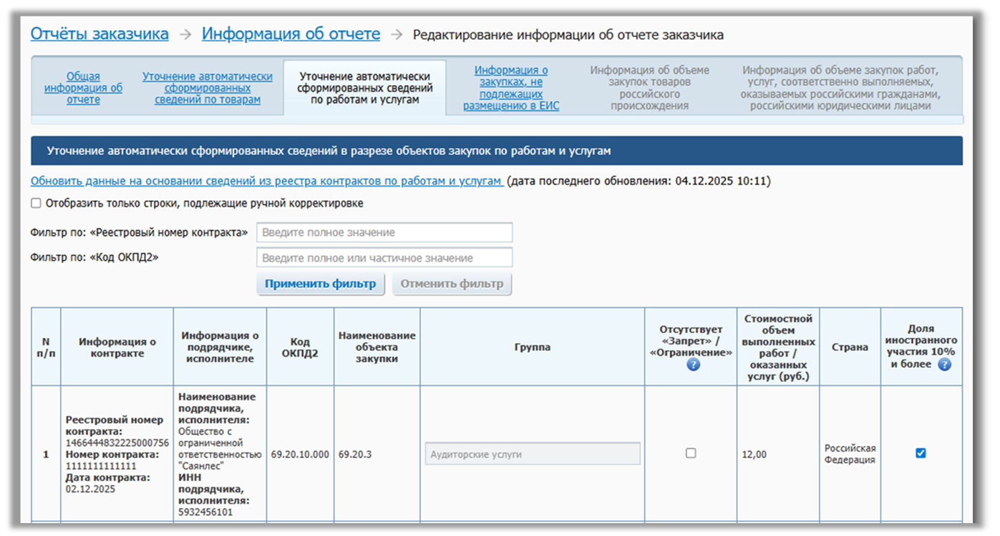 Отчёты заказчика → Информация об отчете → Редактирование информации об отчете заказчика
Общая
информация об
отчете
Уточнение автоматически
сформированных
сведений по товарам
Уточнение автоматически
сформированных сведений
по работам и услугам
Информация о
закупках, не
подлежащих
размещению в ЕИС
Информация об объеме
закупок товаров
российского
происхождения
Информация об объеме закупок работ,
услуг, соответственно выполняемых,
оказываемых российскими гражданами,
российскими юридическими лицами
Уточнение автоматически сформированных сведений в разрезе объектов закупок по работам и услугам
Обновить данные на основании сведений из реестра контрактов по работам и услугам (дата последнего обновления: 04.12.2025 10:11)
Отобразить только строки, подлежащие ручной корректировке
Фильтр по: «Реестровый номер контракта» Введите полное значение
Фильтр по: «Код ОКПД2» Введите полное или частичное значение
Применить фильтр Отменить фильтр
N
п/п
Информация о
контракте
Информация о
подрядчике,
исполнителе
Код
ОКПД2
Наименование
объекта
закупки
Группа
Отсутствует
«Запрет» /
«Ограничение»
?
Стоимостной
объем
выполненных
работ /
оказанных
услуг (руб.)
Страна
Доля
иностранного
участия 10%
и более ?
1
Реестровый номер
контракта:
1466444832225000756
Номер контракта:
1111111111111
Дата контракта:
02.12.2025
Наименование
подрядчика,
исполнителя:
Общество с
ограниченной
ответственностью
"Саянлес"
ИНН
подрядчика,
исполнителя:
5932456101
69.20.10.000
69.20.3
Аудиторские услуги
12,00
Российская
Федерация